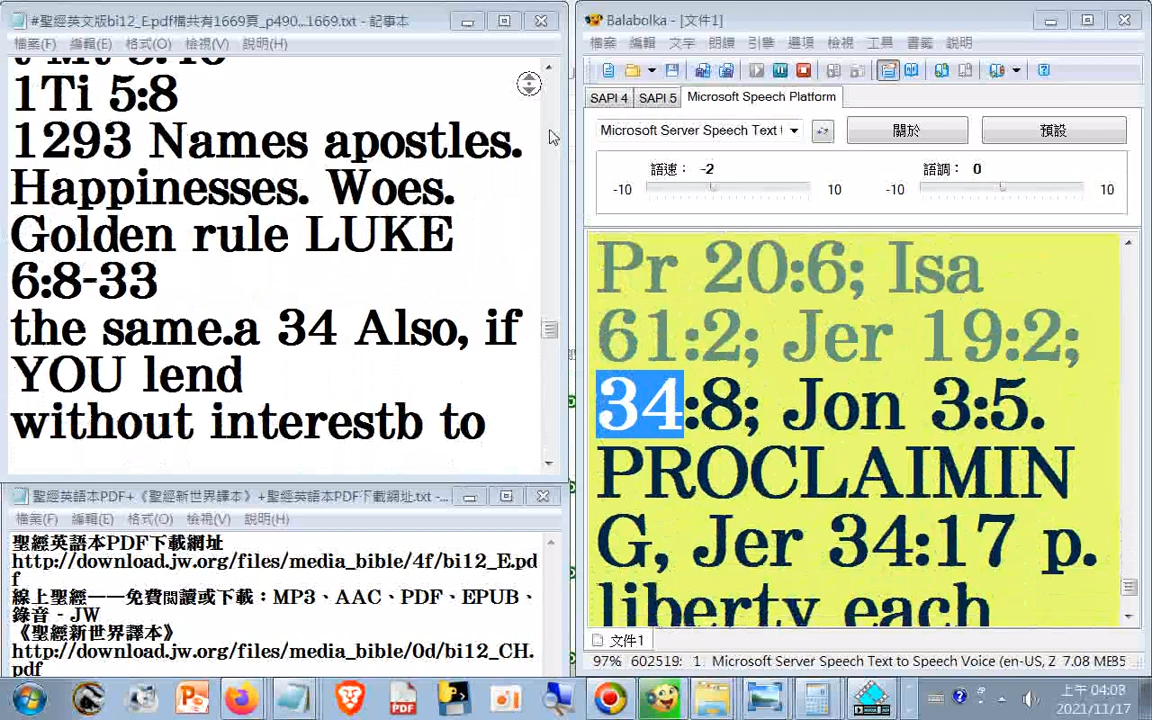 #聖經英文版bi12_E.pdf檔共有1669頁_p490...1669.txt - 記事本
檔案(F) 編輯(E) 格式(O) 檢視(V) 說明(H)
1Ti 5:8
1293 Names apostles.
Happinesses. Woes.
Golden rule LUKE
6:8-33
the same.a 34 Also, if
YOU lend
without interestb to
聖經英語本PDF+《聖經新世界譯本》+聖經英語本PDF下載網址.txt -...
檔案(F) 編輯(E) 格式(O) 檢視(V) 說明(H)
聖經英語本PDF下載網址
http://download.jw.org/files/media_bible/4f/bi12_E.pd
f
線上聖經──免費閱讀或下載：MP3、AAC、PDF、EPUB、
錄音 - JW
《聖經新世界譯本》
http://download.jw.org/files/media_bible/0d/bi12_CH.
pdf
Balabolka - [文件1]
檔案 編輯 文字 朗讀 引擎 選項 檢視 工具 書籤 說明
SAPI 4 SAPI 5 Microsoft Speech Platform
Microsoft Server Speech Text 關於 預設
語速： -2 語調： 0
-10 10 -10 10
Pr 20:6; Isa
61:2; Jer 19:2;
34:8; Jon 3:5.
PROCLAIMIN
G, Jer 34:17 p.
liberty each
文件1
97% 602519: 1 Microsoft Server Speech Text to Speech Voice (en-US, Z 7.08 MB
上午 04:08
2021/11/17